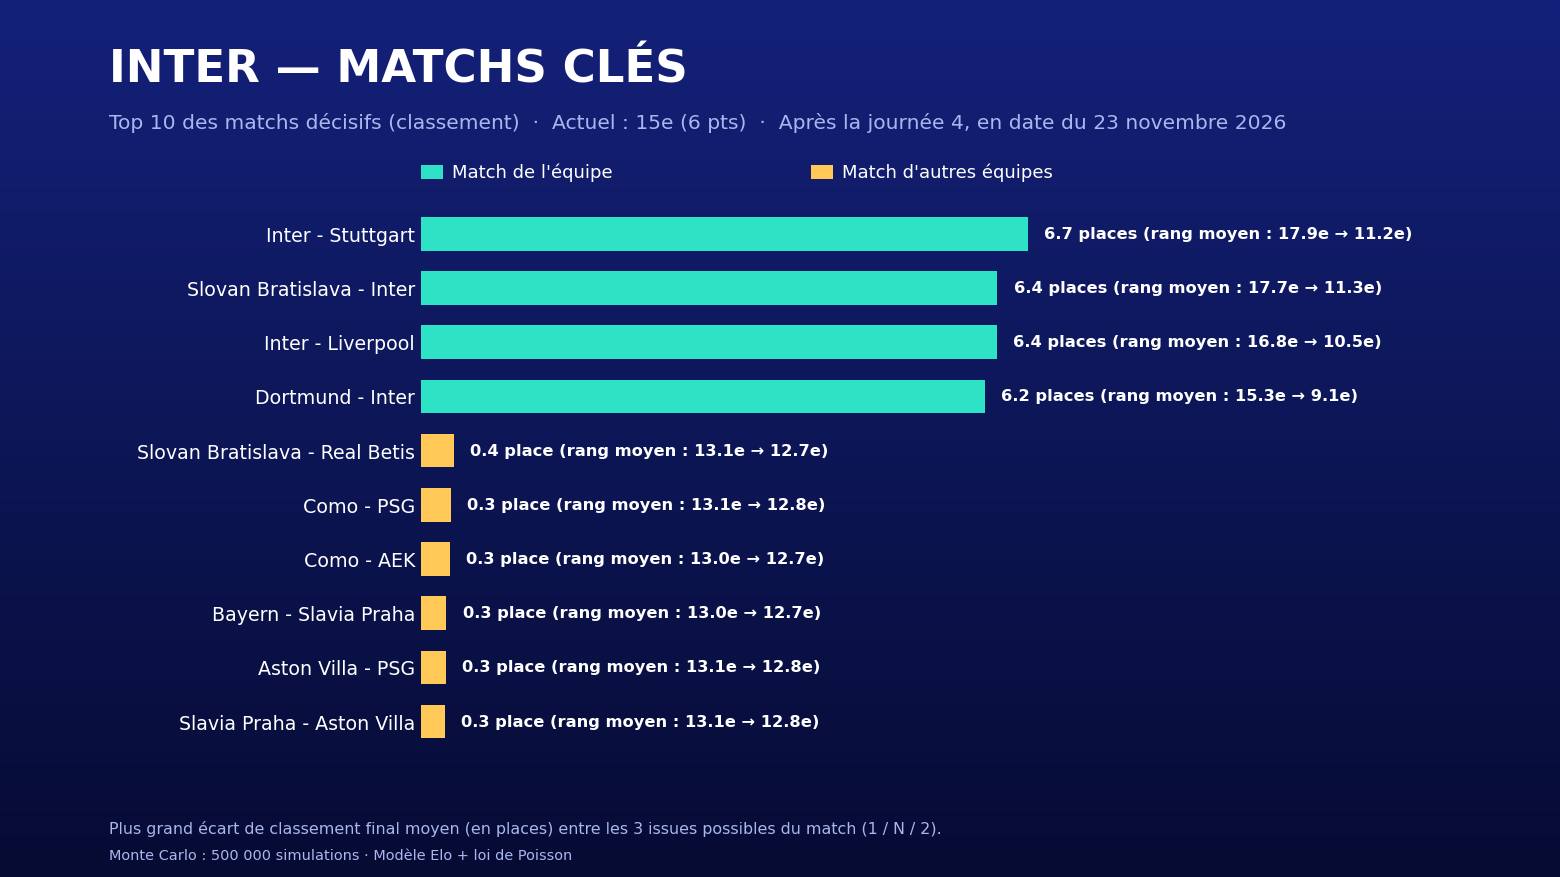 INTER — MATCHS CLÉS
Top 10 des matchs décisifs (classement) · Actuel : 15e (6 pts) · Après la journée 4, en date du 23 novembre 2026
Match de l'équipe
Match d'autres équipes
Inter - Stuttgart 6.7 places (rang moyen : 17.9e → 11.2e)
Slovan Bratislava - Inter 6.4 places (rang moyen : 17.7e → 11.3e)
Inter - Liverpool 6.4 places (rang moyen : 16.8e → 10.5e)
Dortmund - Inter 6.2 places (rang moyen : 15.3e → 9.1e)
Slovan Bratislava - Real Betis 0.4 place (rang moyen : 13.1e → 12.7e)
Como - PSG 0.3 place (rang moyen : 13.1e → 12.8e)
Como - AEK 0.3 place (rang moyen : 13.0e → 12.7e)
Bayern - Slavia Praha 0.3 place (rang moyen : 13.0e → 12.7e)
Aston Villa - PSG 0.3 place (rang moyen : 13.1e → 12.8e)
Slavia Praha - Aston Villa 0.3 place (rang moyen : 13.1e → 12.8e)
Plus grand écart de classement final moyen (en places) entre les 3 issues possibles du match (1 / N / 2).
Monte Carlo : 500 000 simulations · Modèle Elo + loi de Poisson